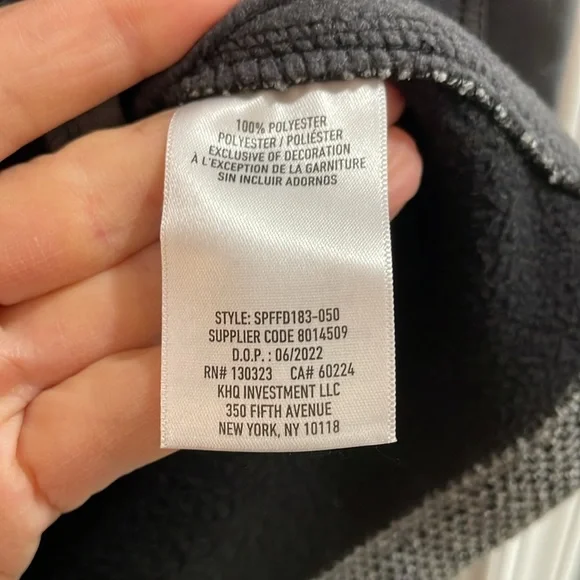 100% POLYESTER
POLYESTER / POLIÉSTER
EXCLUSIVE OF DECORATION
À L'EXCEPTION DE LA GARNITURE
SIN INCLUIR ADORNOS
STYLE: SPFFD183-050
SUPPLIER CODE 8014509
D.O.P. : 06/2022
RN# 130323 CA# 60224
KHQ INVESTMENT LLC
350 FIFTH AVENUE
NEW YORK, NY 10118